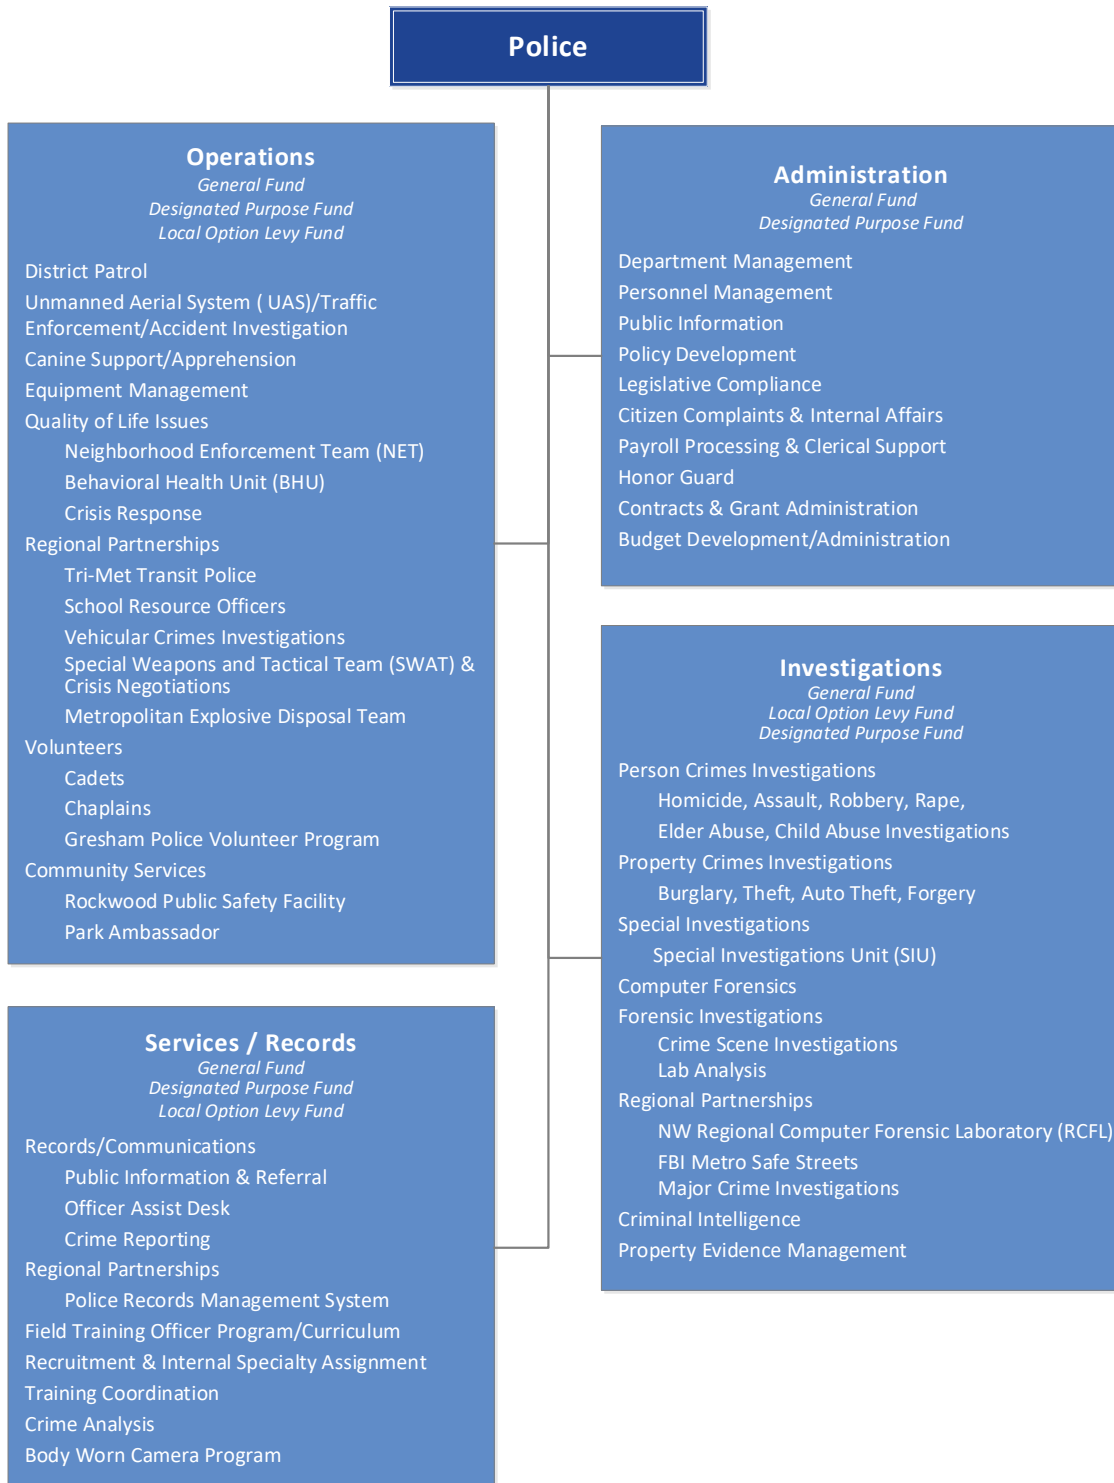 Police
Operations
General Fund
Designated Purpose Fund
Local Option Levy Fund
District Patrol
Unmanned Aerial System ( UAS)/Traffic
Enforcement/Accident Investigation
Canine Support/Apprehension
Equipment Management
Quality of Life Issues
Neighborhood Enforcement Team (NET)
Behavioral Health Unit (BHU)
Crisis Response
Regional Partnerships
Tri-Met Transit Police
School Resource Officers
Vehicular Crimes Investigations
Special Weapons and Tactical Team (SWAT) &
Crisis Negotiations
Metropolitan Explosive Disposal Team
Volunteers
Cadets
Chaplains
Gresham Police Volunteer Program
Community Services
Rockwood Public Safety Facility
Park Ambassador
Administration
General Fund
Designated Purpose Fund
Department Management
Personnel Management
Public Information
Policy Development
Legislative Compliance
Citizen Complaints & Internal Affairs
Payroll Processing & Clerical Support
Honor Guard
Contracts & Grant Administration
Budget Development/Administration
Services / Records
General Fund
Designated Purpose Fund
Local Option Levy Fund
Records/Communications
Public Information & Referral
Officer Assist Desk
Crime Reporting
Regional Partnerships
Police Records Management System
Field Training Officer Program/Curriculum
Recruitment & Internal Specialty Assignment
Training Coordination
Crime Analysis
Body Worn Camera Program
Investigations
General Fund
Local Option Levy Fund
Designated Purpose Fund
Person Crimes Investigations
Homicide, Assault, Robbery, Rape,
Elder Abuse, Child Abuse Investigations
Property Crimes Investigations
Burglary, Theft, Auto Theft, Forgery
Special Investigations
Special Investigations Unit (SIU)
Computer Forensics
Forensic Investigations
Crime Scene Investigations
Lab Analysis
Regional Partnerships
NW Regional Computer Forensic Laboratory (RCFL)
FBI Metro Safe Streets
Major Crime Investigations
Criminal Intelligence
Property Evidence Management